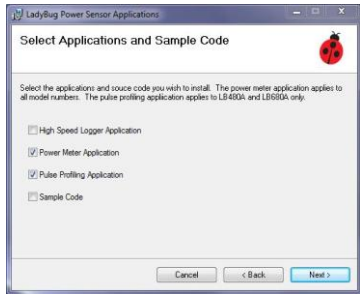 LadyBug Power Sensor Applications
Select Applications and Sample Code
Select the applications and souce code you wish to install. The power meter application applies to
all model numbers. The pulse profiling application applies to LB480A and LB680A only.
High Speed Logger Application
Power Meter Application
Pulse Profiling Application
Sample Code
Cancel
< Back
Next >